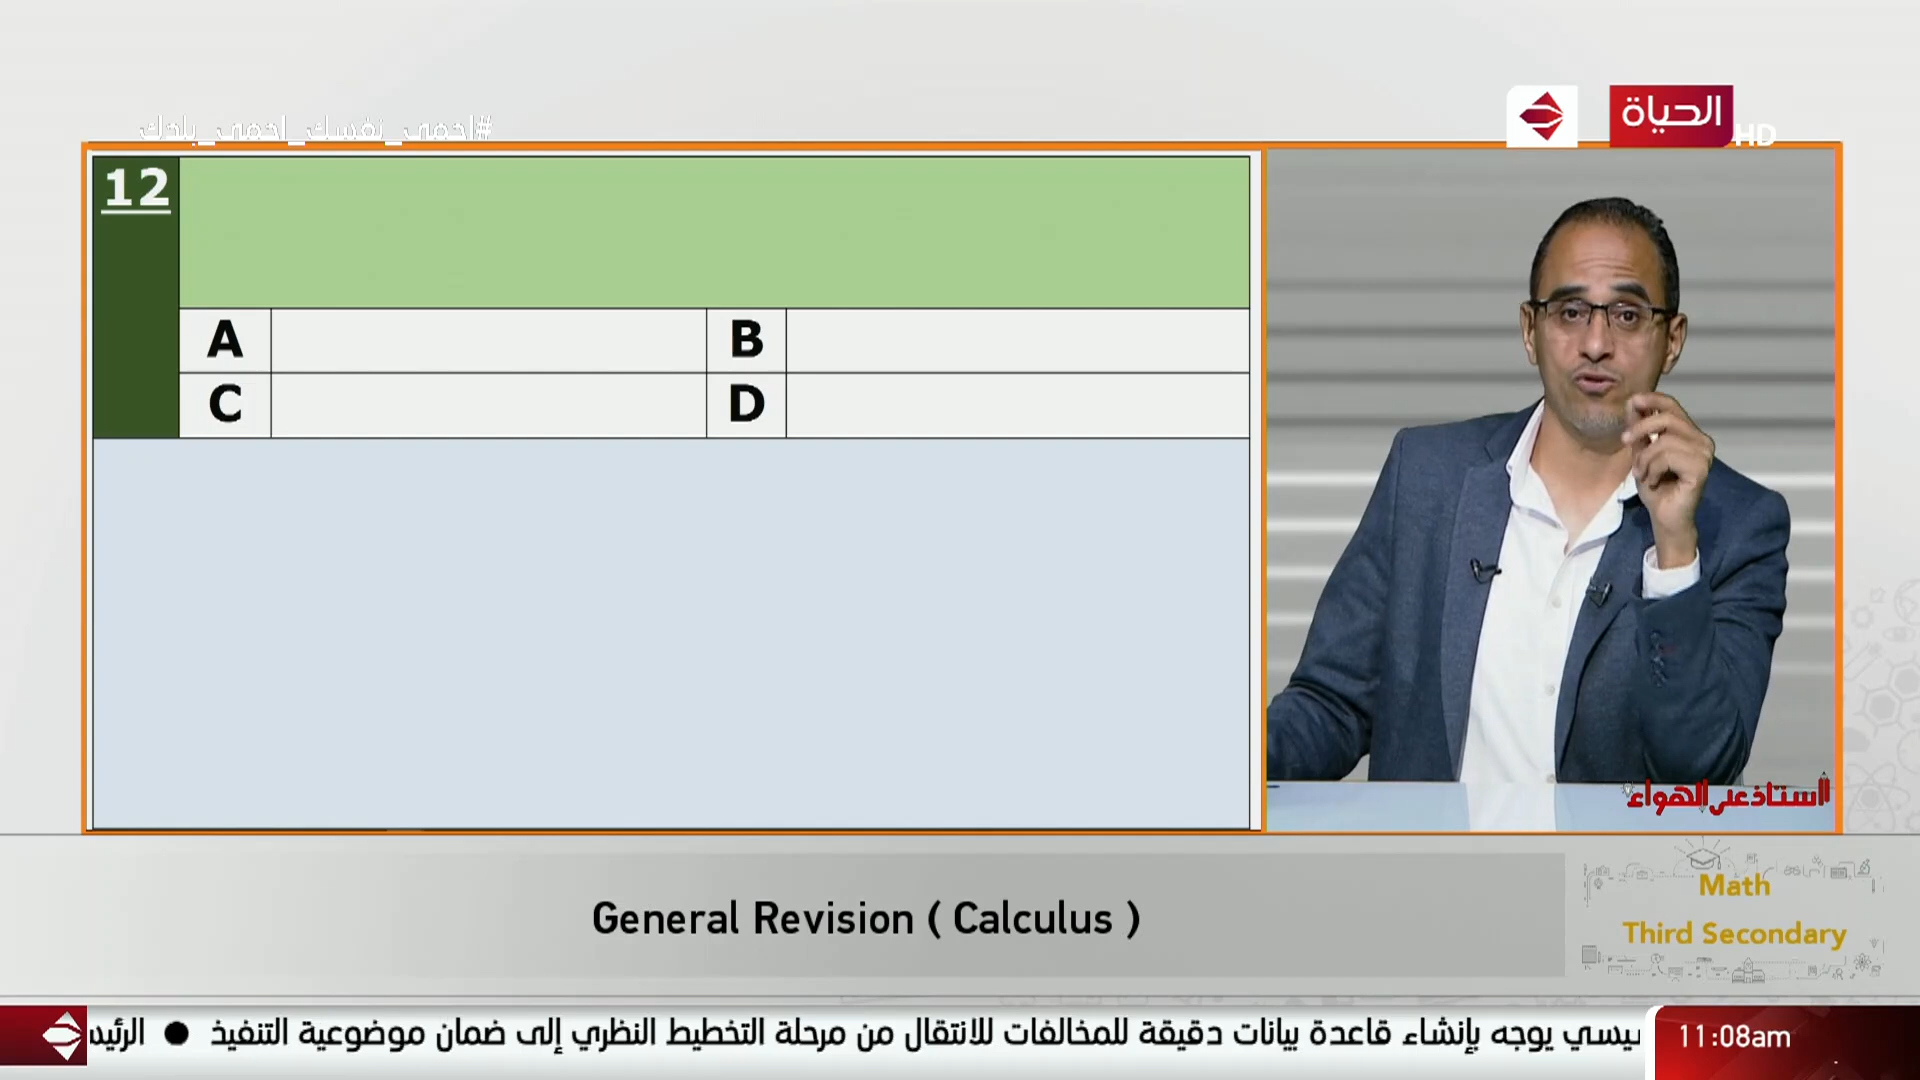 #احمي_نفسك_احمي_بلدك
الحياة
HD
12
A
B
C
D
أستاذ على الهواء
General Revision ( Calculus )
Math
Third Secondary
يسي يوجه بإنشاء قاعدة بيانات دقيقة للمخالفات للانتقال من مرحلة التخطيط النظري إلى ضمان موضوعية التنفيذ ● الرئيس
11:08am